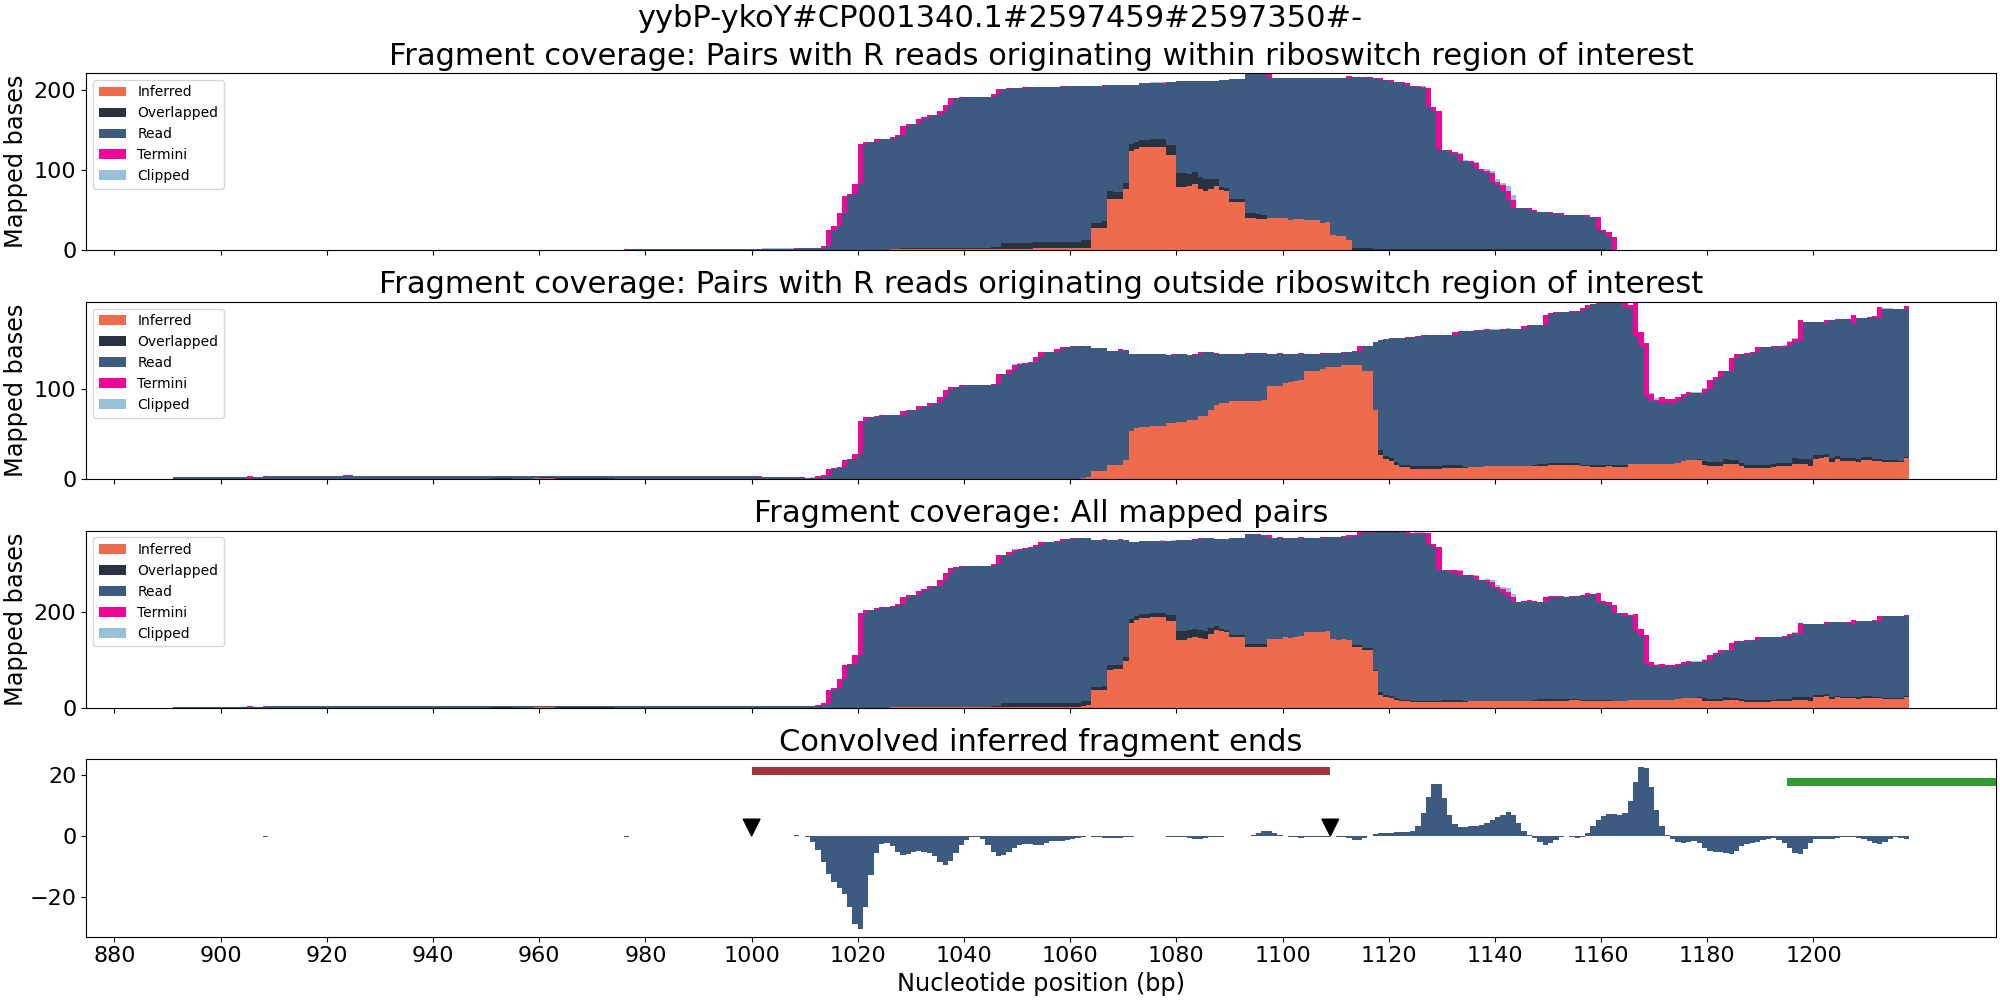 yybP-ykoY#CP001340.1#2597459#2597350#-
Fragment coverage: Pairs with R reads originating within riboswitch region of interest
Mapped bases
200
100
0
Inferred
Overlapped
Read
Termini
Clipped
Fragment coverage: Pairs with R reads originating outside riboswitch region of interest
Mapped bases
100
0
Inferred
Overlapped
Read
Termini
Clipped
Fragment coverage: All mapped pairs
Mapped bases
200
0
Inferred
Overlapped
Read
Termini
Clipped
Convolved inferred fragment ends
20
0
−20
880 900 920 940 960 980 1000 1020 1040 1060 1080 1100 1120 1140 1160 1180 1200
Nucleotide position (bp)